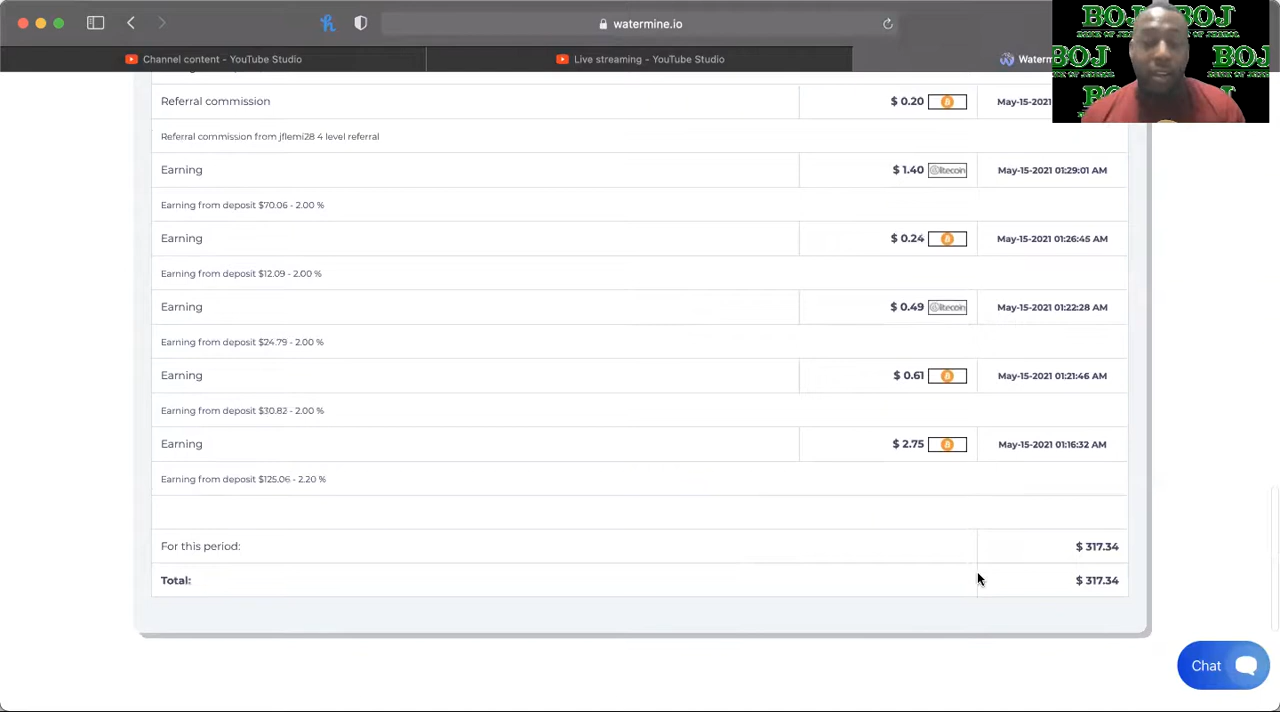 watermine.io
Channel content - YouTube Studio
Live streaming - YouTube Studio
BOJ BOJ
BOJ BOJ
Referral commission
$ 0.20
May-15-2021
Referral commission from jflemi28 4 level referral
Earning
$ 1.40 litecoin
May-15-2021 01:29:01 AM
Earning from deposit $70.06 - 2.00 %
Earning
$ 0.24
May-15-2021 01:26:45 AM
Earning from deposit $12.09 - 2.00 %
Earning
$ 0.49 litecoin
May-15-2021 01:22:28 AM
Earning from deposit $24.79 - 2.00 %
Earning
$ 0.61
May-15-2021 01:21:46 AM
Earning from deposit $30.82 - 2.00 %
Earning
$ 2.75
May-15-2021 01:16:32 AM
Earning from deposit $125.06 - 2.20 %
For this period:
$ 317.34
Total:
$ 317.34
Chat